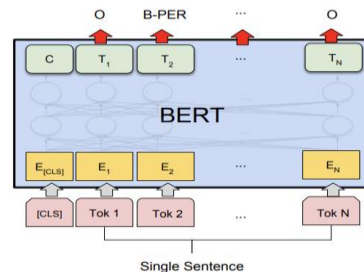 O B-PER ... O
C T1 T2 ... TN
BERT
E[CLS] E1 E2 ... EN
[CLS] Tok 1 Tok 2 ... Tok N
Single Sentence